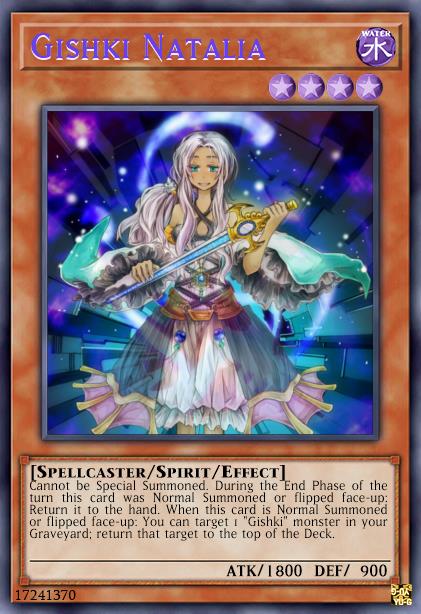 Gishki Natalia
WATER
水
[Spellcaster/Spirit/Effect]
Cannot be Special Summoned. During the End Phase of the
turn this card was Normal Summoned or flipped face-up:
Return it to the hand. When this card is Normal Summoned
or flipped face-up: You can target 1 "Gishki" monster in your
Graveyard; return that target to the top of the Deck.
ATK/1800 DEF/ 900
17241370